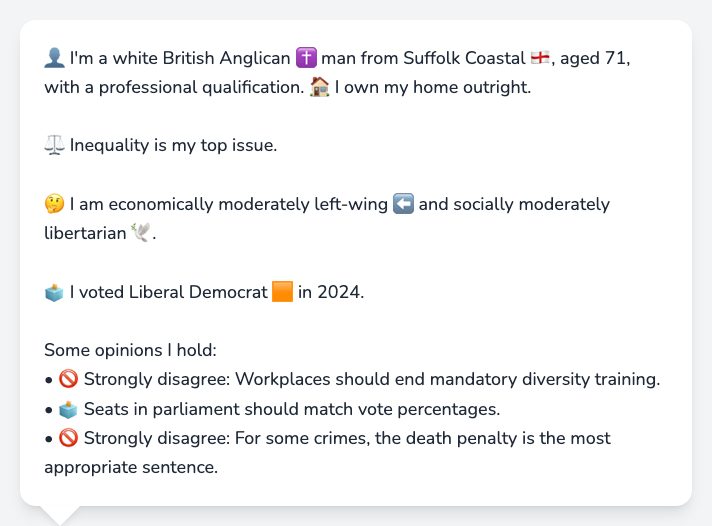 👤 I'm a white British Anglican ✝️ man from Suffolk Coastal 🏴󠁧󠁢󠁥󠁮󠁧󠁿, aged 71,
with a professional qualification. 🏠 I own my home outright.
⚖️ Inequality is my top issue.
🤔 I am economically moderately left-wing ⬅️ and socially moderately
libertarian 🕊️.
🗳️ I voted Liberal Democrat 🟧 in 2024.
Some opinions I hold:
• 🚫 Strongly disagree: Workplaces should end mandatory diversity training.
• 🗳️ Seats in parliament should match vote percentages.
• 🚫 Strongly disagree: For some crimes, the death penalty is the most
appropriate sentence.